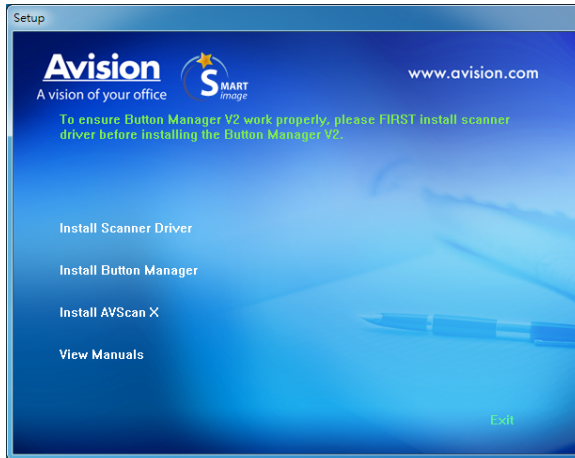 Setup
Avision
A vision of your office
SMART
image
www.avision.com
To ensure Button Manager V2 work properly, please FIRST install scanner
driver before installing the Button Manager V2.
Install Scanner Driver
Install Button Manager
Install AVScan X
View Manuals
Exit